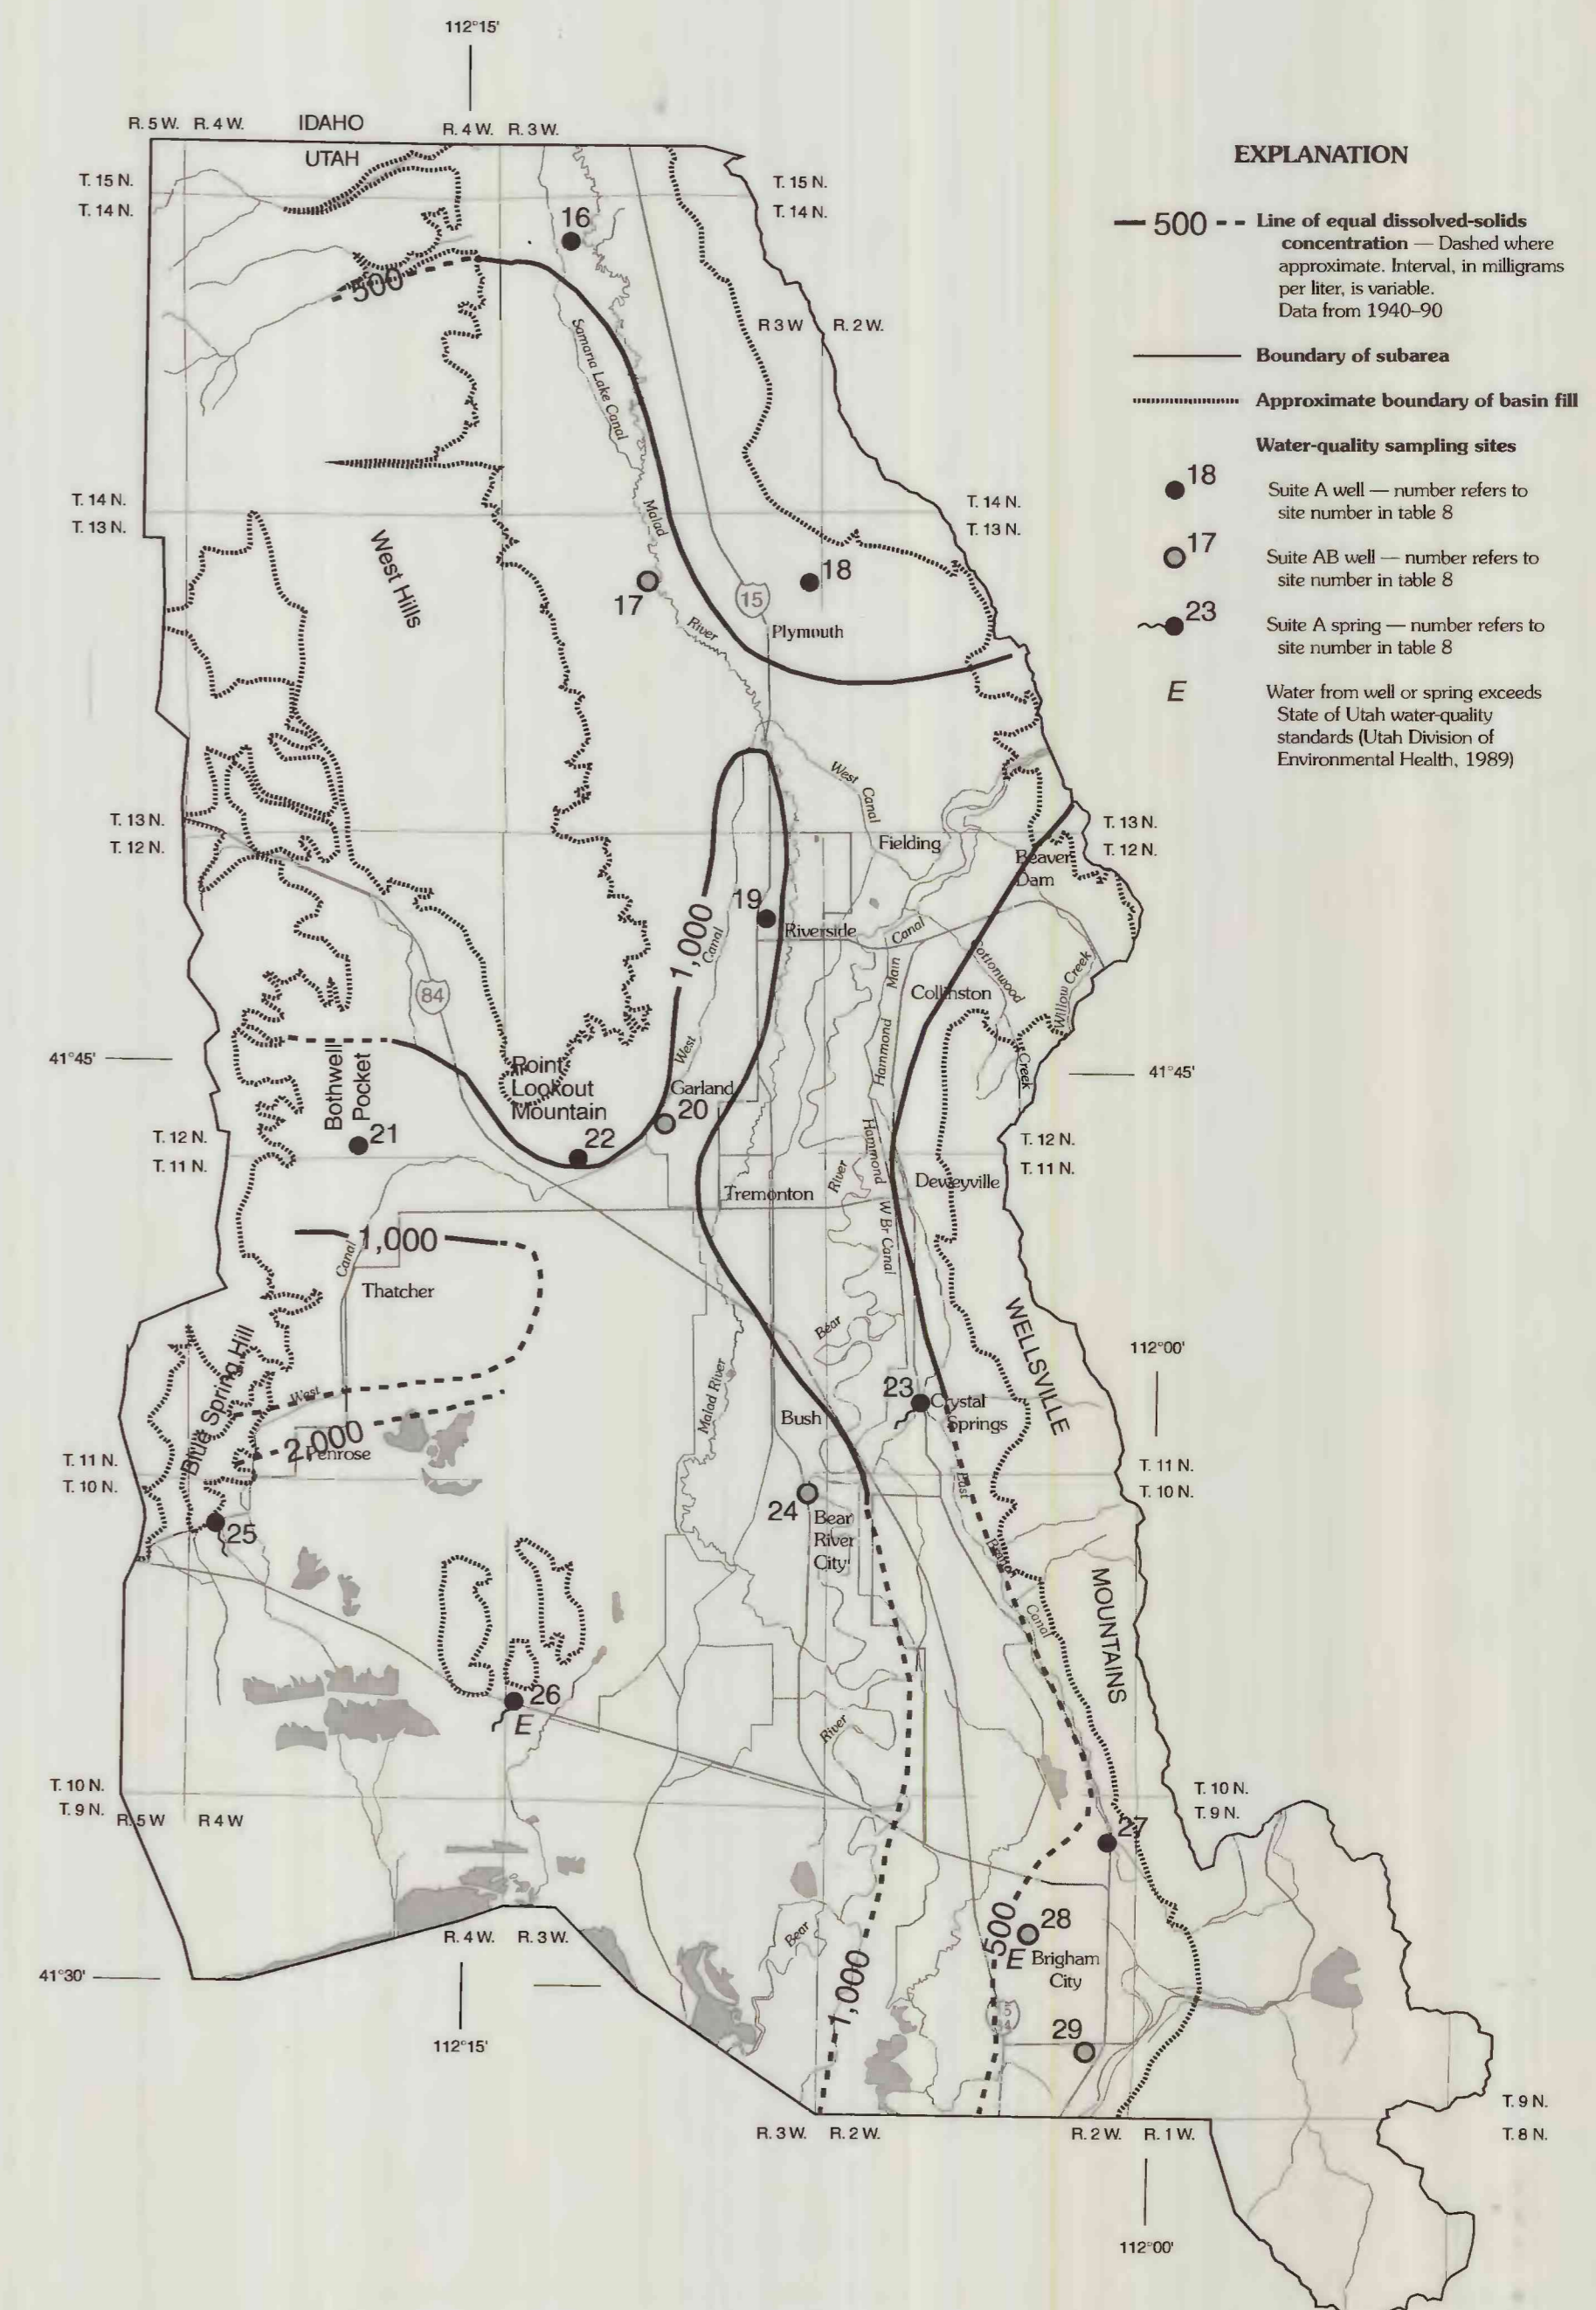 112°15'
R. 5 W. R. 4 W. IDAHO R. 4 W. R. 3 W.
UTAH
EXPLANATION
T. 15 N. T. 15 N.
T. 14 N. T. 14 N.
16
500
Samaria Lake Canal
R 3 W R. 2 W.
— 500 - - Line of equal dissolved-solids
concentration — Dashed where
approximate. Interval, in milligrams
per liter, is variable.
Data from 1940–90
Boundary of subarea
Approximate boundary of basin fill
Water-quality sampling sites
18 Suite A well — number refers to
site number in table 8
17 Suite AB well — number refers to
site number in table 8
23 Suite A spring — number refers to
site number in table 8
E Water from well or spring exceeds
State of Utah water-quality
standards (Utah Division of
Environmental Health, 1989)
T. 14 N. T. 14 N.
T. 13 N. T. 13 N.
West Hills
Malad
River
17
15
18
Plymouth
West
Canal
T. 13 N. T. 13 N.
T. 12 N. T. 12 N.
Fielding
Beaver
Dam
19
1,000
Canal
Riverside
Canal
Main
Hammond
Cottonwood
Creek
Willow Creek
Collinston
84
41°45' 41°45'
Bothwell
Pocket
Point
Lookout
Mountain
West
Garland
20
21
22
T. 12 N. T. 12 N.
T. 11 N. T. 11 N.
Hammond
W Br Canal
River
Deweyville
Tremonton
1,000
Canal
Thatcher
Bear
WELLSVILLE
112°00'
Blue Spring Hill
West
Malad River
23
Crystal
Springs
Bush
2,000
Penrose
T. 11 N. T. 11 N.
T. 10 N. T. 10 N.
East
24
Bear
River
City
25
Canal
MOUNTAINS
26
E
River
T. 10 N. T. 10 N.
T. 9 N. T. 9 N.
R. 5 W R 4 W
27
28
500
E
Brigham
City
R. 4 W. R. 3 W.
Bear
41°30'
1,000
112°15'
29
R. 3 W. R. 2 W. R. 2 W. R. 1 W.
T. 9 N.
T. 8 N.
112°00'